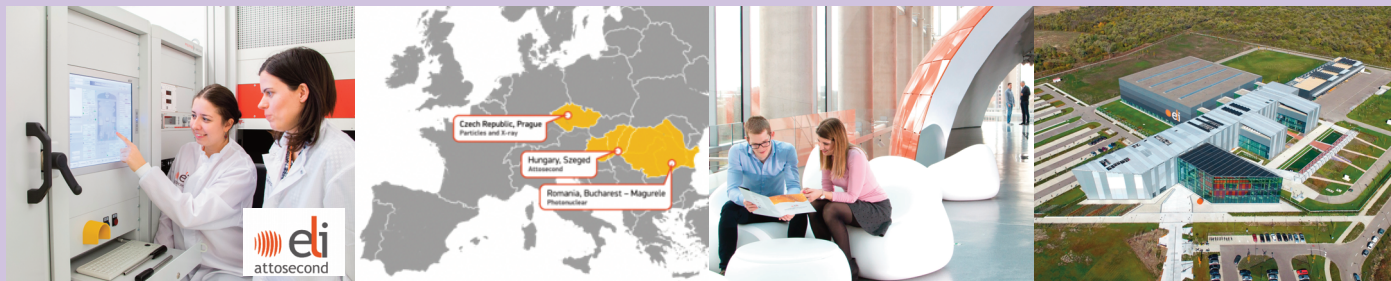 eli
attosecond
Czech Republic, Prague
Particles and X-ray
Hungary, Szeged
Attosecond
Romania, Bucharest – Magurele
Photonuclear
eli